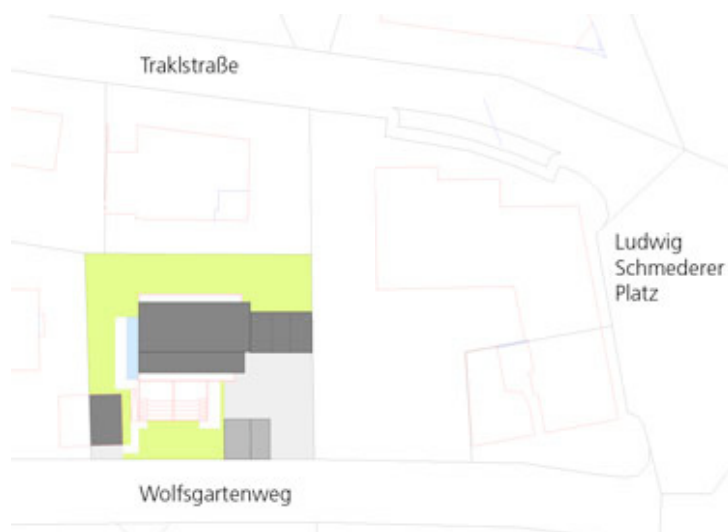 Traklstraße
Ludwig
Schmederer
Platz
Wolfsgartenweg